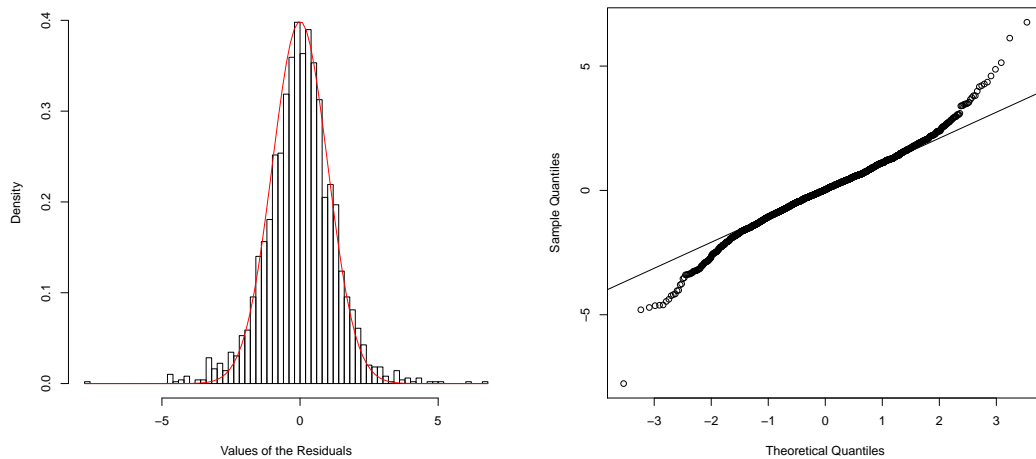 0.4
0.3
0.2
0.1
0.0
Density
−5 0 5
Values of the Residuals
5
0
−5
Sample Quantiles
−3 −2 −1 0 1 2 3
Theoretical Quantiles